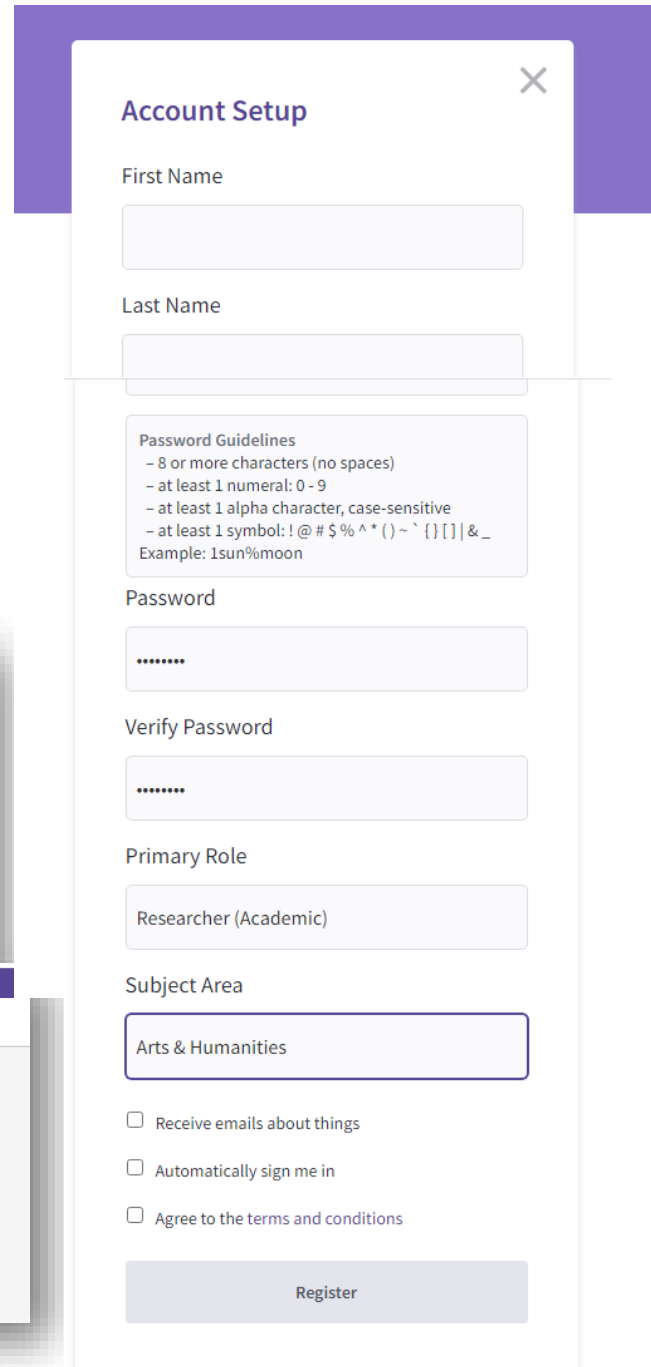 Account Setup
First Name
Last Name
Password Guidelines
– 8 or more characters (no spaces)
– at least 1 numeral: 0 - 9
– at least 1 alpha character, case-sensitive
– at least 1 symbol: ! @ # $ % ^ * ( ) ~ ` { } [ ] | & _
Example: 1sun%moon
Password
••••••••
Verify Password
••••••••
Primary Role
Researcher (Academic)
Subject Area
Arts & Humanities
Receive emails about things
Automatically sign me in
Agree to the terms and conditions
Register